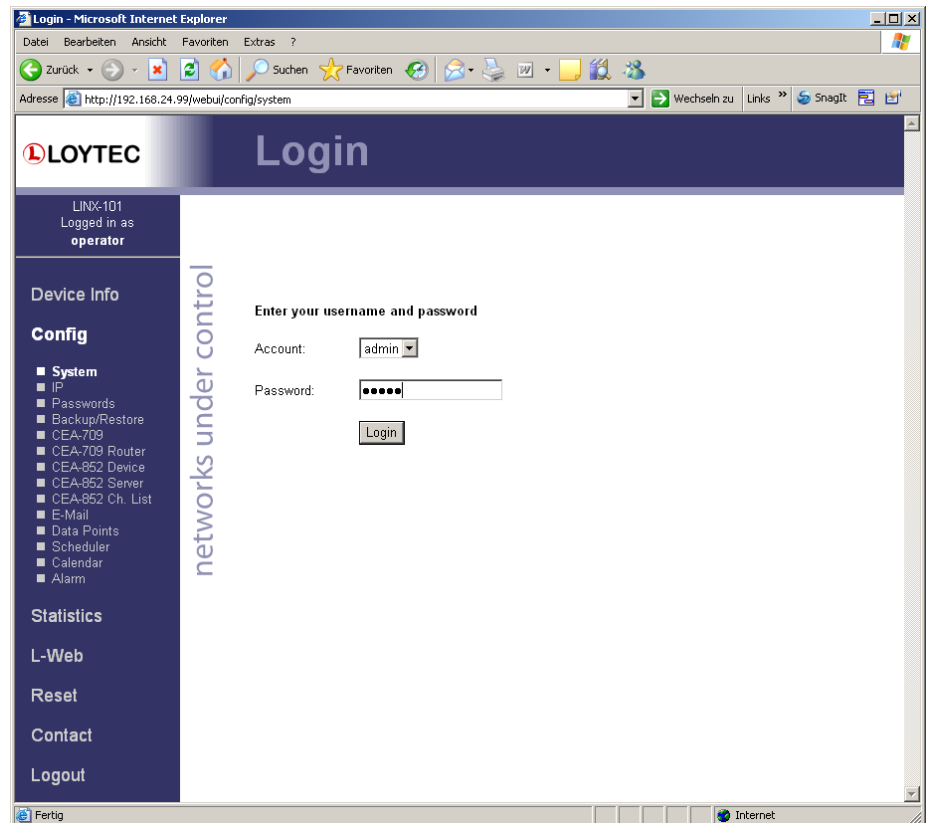 Login - Microsoft Internet Explorer
Datei Bearbeiten Ansicht Favoriten Extras ?
Zurück Suchen Favoriten
Adresse http://192.168.24.99/webui/config/system Wechseln zu Links » SnagIt
LOYTEC
Login
LINX-101
Logged in as
operator
Device Info
Config
System
IP
Passwords
Backup/Restore
CEA-709
CEA-709 Router
CEA-852 Device
CEA-852 Server
CEA-852 Ch. List
E-Mail
Data Points
Scheduler
Calendar
Alarm
Statistics
L-Web
Reset
Contact
Logout
networks under control
Enter your username and password
Account: admin
Password: •••••
Login
Fertig Internet